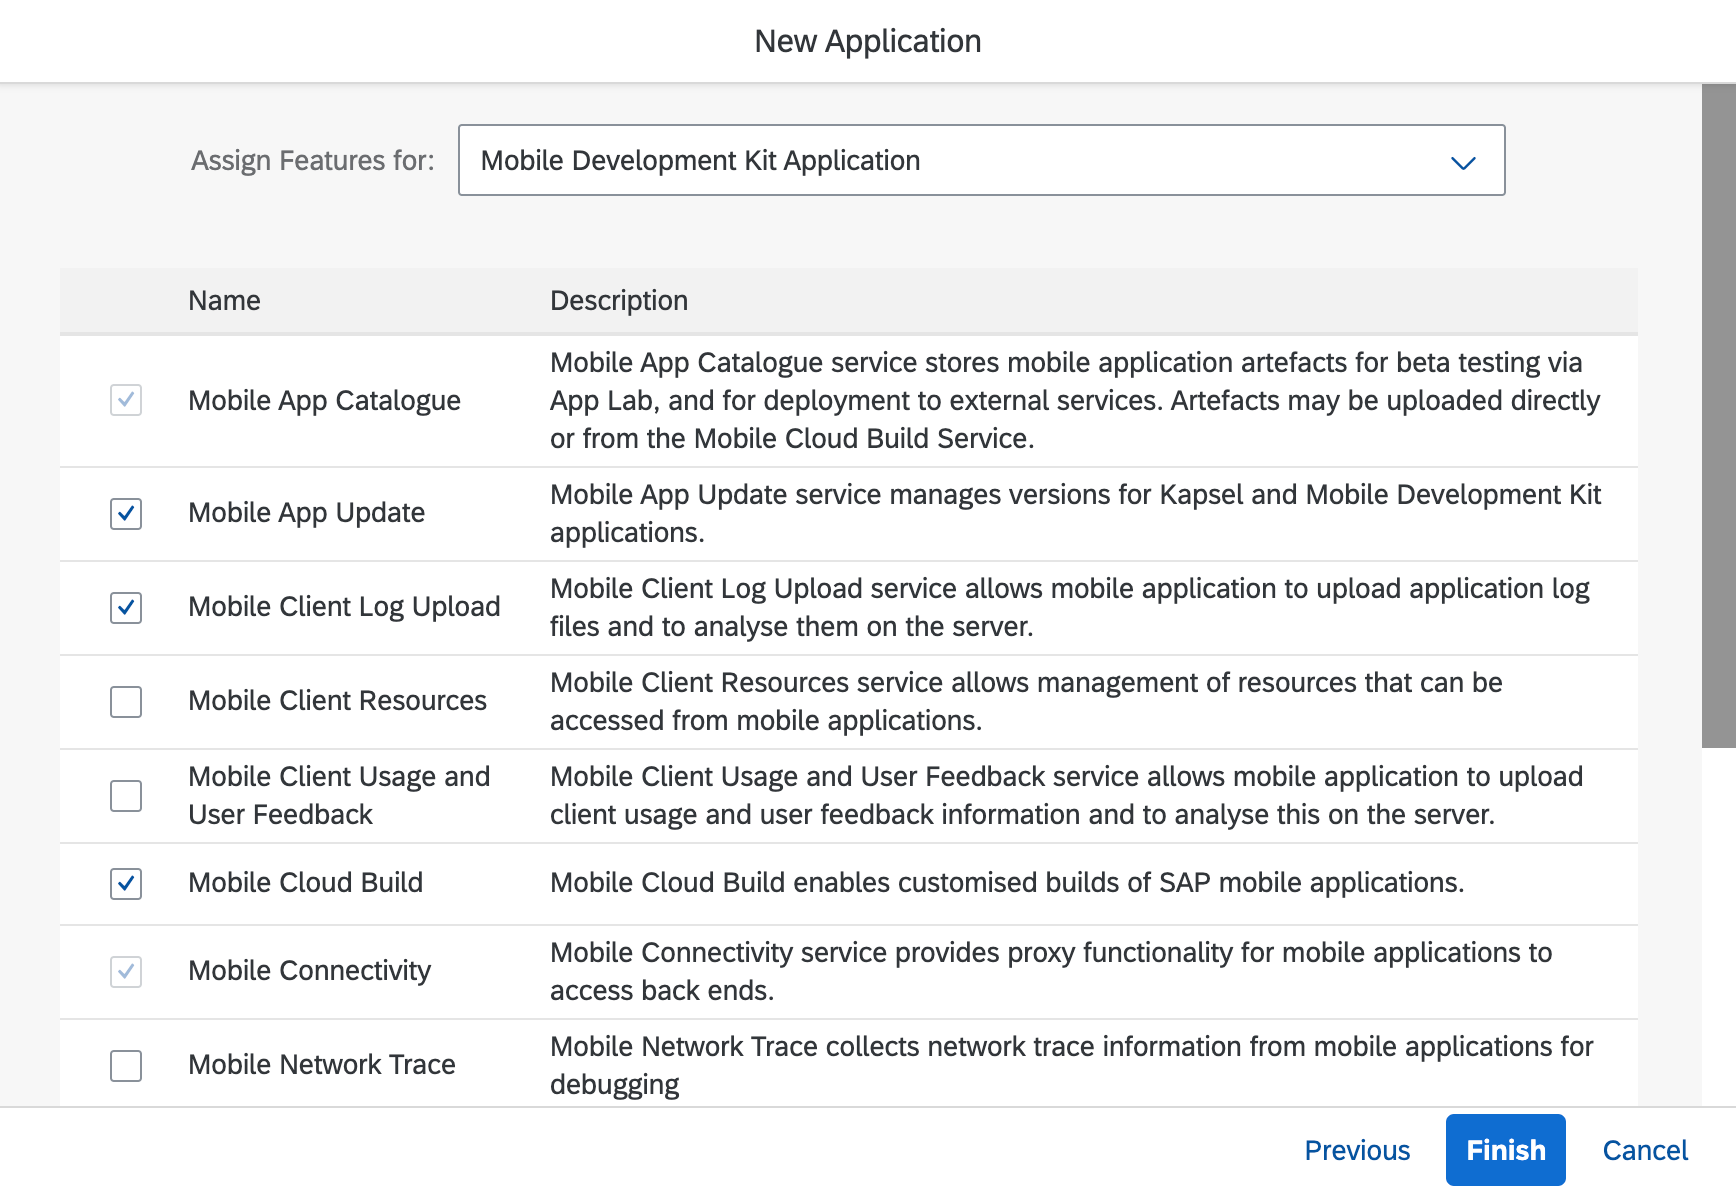 New Application
Assign Features for: Mobile Development Kit Application
Name Description
Mobile App Catalogue
Mobile App Catalogue service stores mobile application artefacts for beta testing via
App Lab, and for deployment to external services. Artefacts may be uploaded directly
or from the Mobile Cloud Build Service.
Mobile App Update
Mobile App Update service manages versions for Kapsel and Mobile Development Kit
applications.
Mobile Client Log Upload
Mobile Client Log Upload service allows mobile application to upload application log
files and to analyse them on the server.
Mobile Client Resources
Mobile Client Resources service allows management of resources that can be
accessed from mobile applications.
Mobile Client Usage and
User Feedback
Mobile Client Usage and User Feedback service allows mobile application to upload
client usage and user feedback information and to analyse this on the server.
Mobile Cloud Build
Mobile Cloud Build enables customised builds of SAP mobile applications.
Mobile Connectivity
Mobile Connectivity service provides proxy functionality for mobile applications to
access back ends.
Mobile Network Trace
Mobile Network Trace collects network trace information from mobile applications for
debugging
Previous Finish Cancel